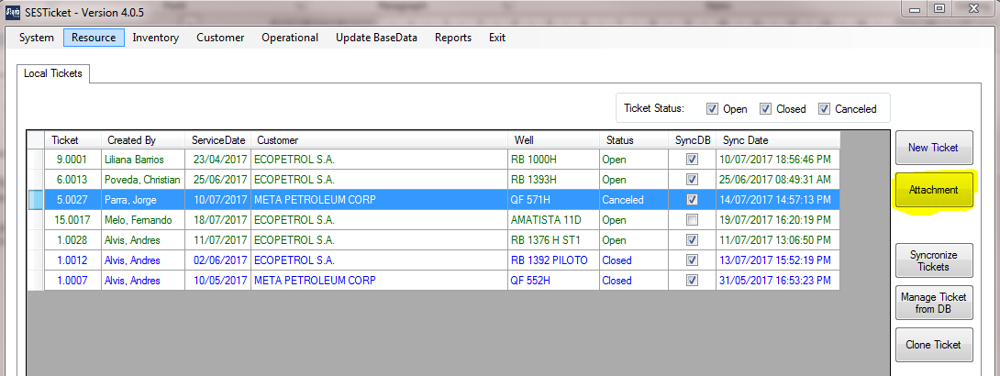 SESTicket - Version 4.0.5
System Resource Inventory Customer Operational Update BaseData Reports Exit
Local Tickets
Ticket Status: Open Closed Canceled
Ticket Created By ServiceDate Customer Well Status SyncDB Sync Date
9.0001 Liliana Barrios 23/04/2017 ECOPETROL S.A. RB 1000H Open 10/07/2017 18:56:46 PM
6.0013 Poveda, Christian 25/06/2017 ECOPETROL S.A. RB 1393H Open 25/06/2017 08:49:31 AM
5.0027 Parra, Jorge 10/07/2017 META PETROLEUM CORP QF 571H Canceled 14/07/2017 14:57:13 PM
15.0017 Melo, Fernando 18/07/2017 ECOPETROL S.A. AMATISTA 11D Open 19/07/2017 16:20:19 PM
1.0028 Alvis, Andres 11/07/2017 ECOPETROL S.A. RB 1376 H ST1 Open 11/07/2017 13:06:50 PM
1.0012 Alvis, Andres 02/06/2017 ECOPETROL S.A. RB 1392 PILOTO Closed 13/07/2017 15:52:19 PM
1.0007 Alvis, Andres 10/05/2017 META PETROLEUM CORP QF 552H Closed 31/05/2017 16:53:23 PM
New Ticket
Attachment
Syncronize
Tickets
Manage Ticket
from DB
Clone Ticket